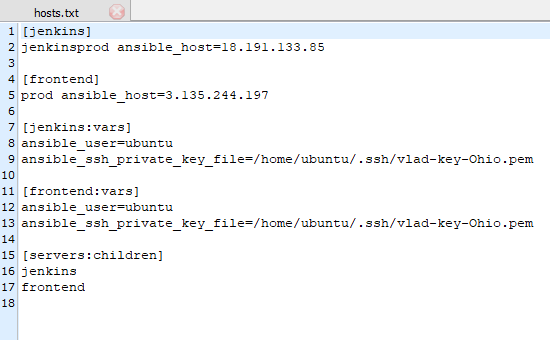 hosts.txt
1 [jenkins]
2 jenkinsprod ansible_host=18.191.133.85
3
4 [frontend]
5 prod ansible_host=3.135.244.197
6
7 [jenkins:vars]
8 ansible_user=ubuntu
9 ansible_ssh_private_key_file=/home/ubuntu/.ssh/vlad-key-Ohio.pem
10
11 [frontend:vars]
12 ansible_user=ubuntu
13 ansible_ssh_private_key_file=/home/ubuntu/.ssh/vlad-key-Ohio.pem
14
15 [servers:children]
16 jenkins
17 frontend
18